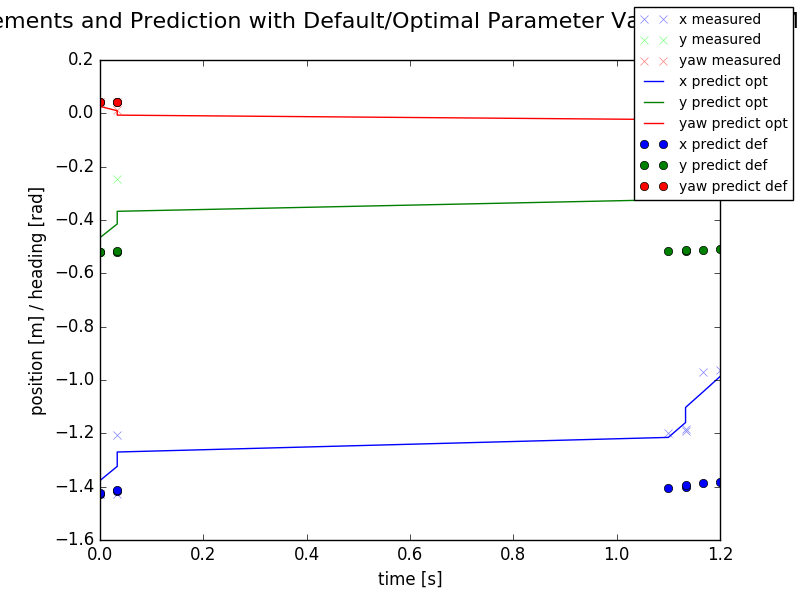 ements and Prediction with Default/Optimal Parameter Va
x measured
y measured
yaw measured
x predict opt
y predict opt
yaw predict opt
x predict def
y predict def
yaw predict def
0.2
0.0
−0.2
−0.4
−0.6
−0.8
−1.0
−1.2
−1.4
−1.6
position [m] / heading [rad]
0.0 0.2 0.4 0.6 0.8 1.0 1.2
time [s]